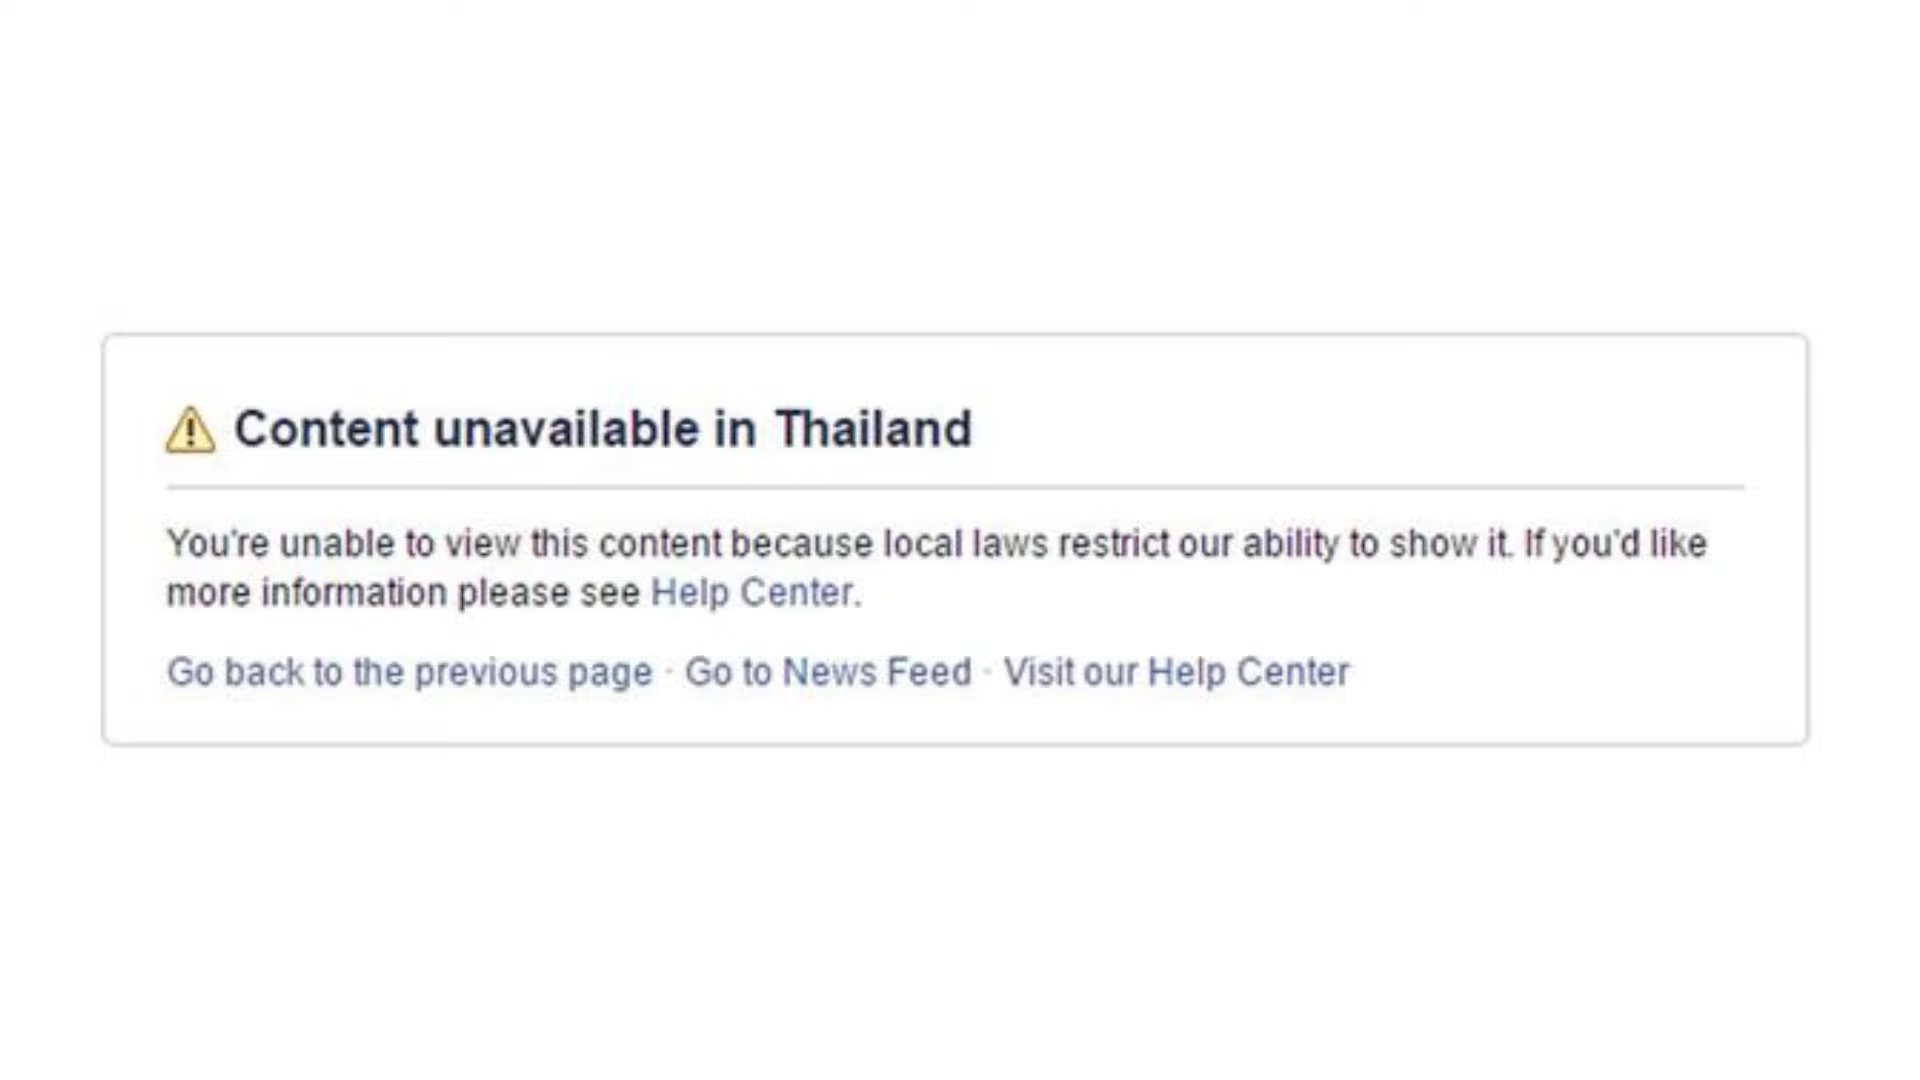 Content unavailable in Thailand
You're unable to view this content because local laws restrict our ability to show it. If you'd like
more information please see Help Center.
Go back to the previous page · Go to News Feed · Visit our Help Center